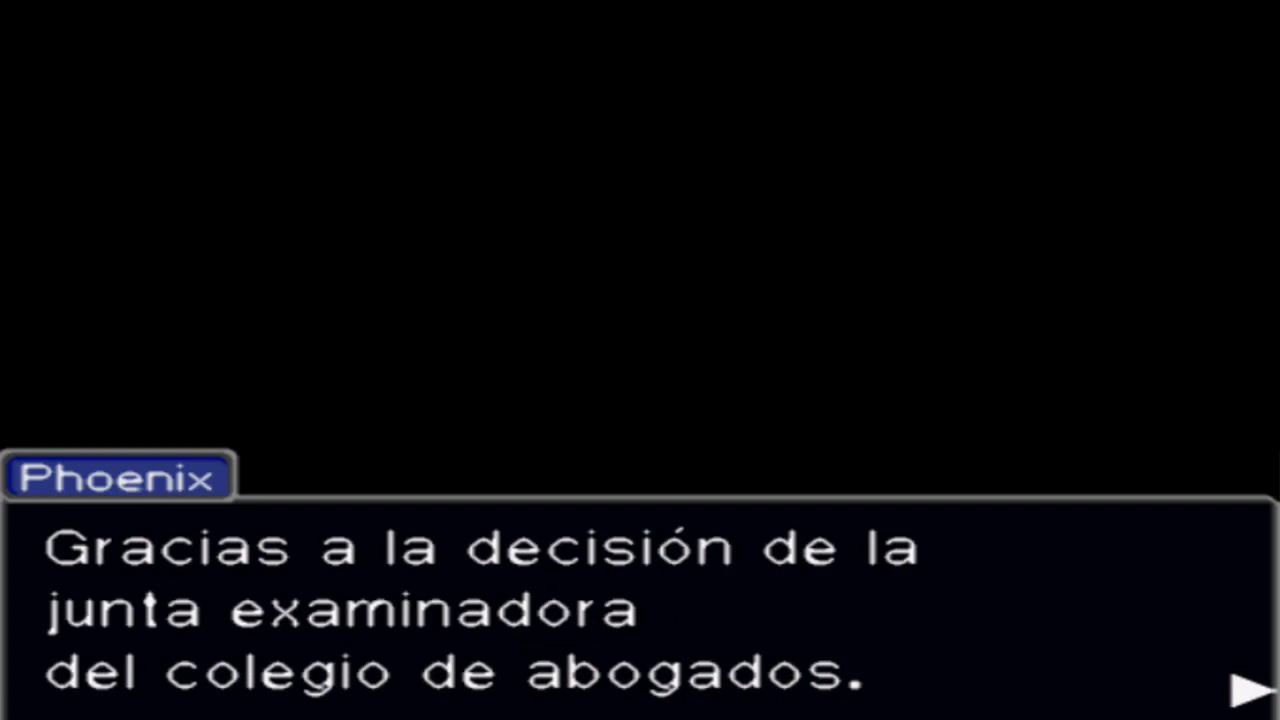 Phoenix
Gracias a la decisión de la
junta examinadora
del colegio de abogados.